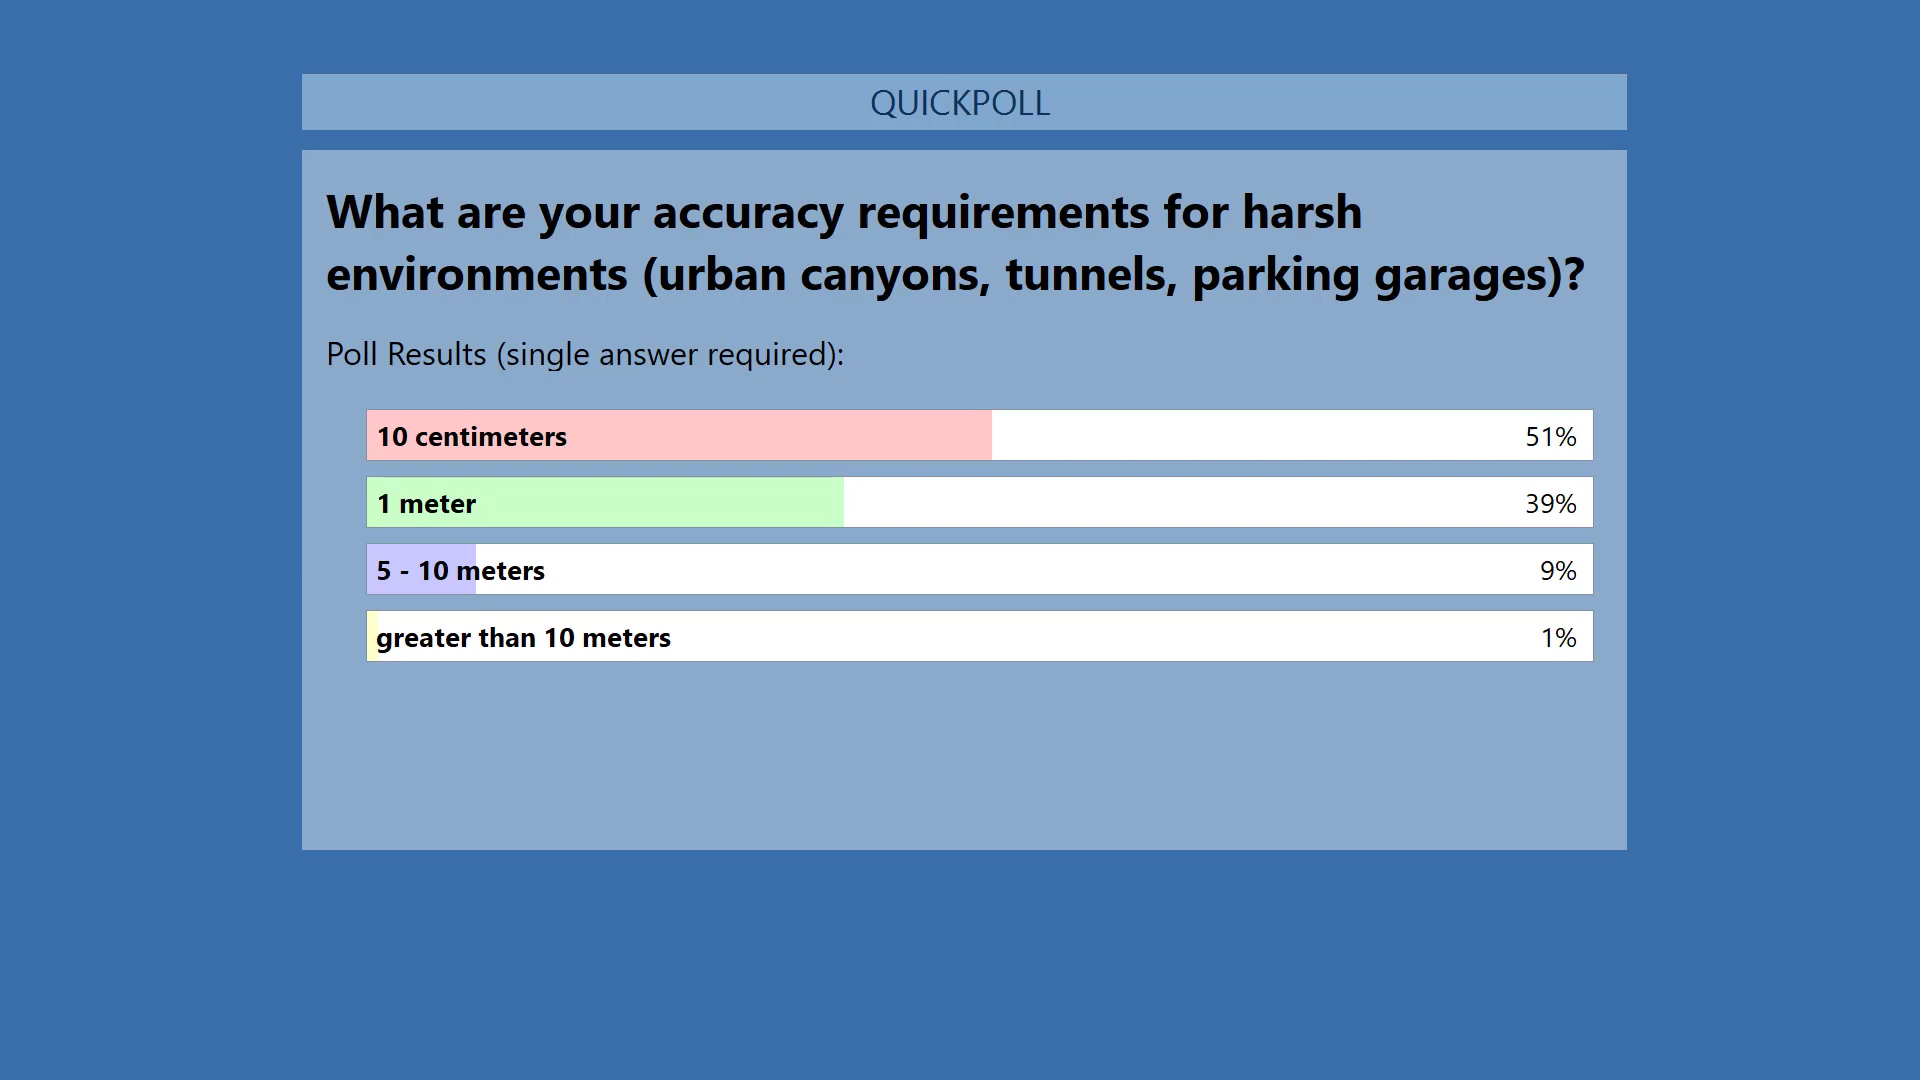 QUICKPOLL
What are your accuracy requirements for harsh
environments (urban canyons, tunnels, parking garages)?
Poll Results (single answer required):
10 centimeters 51%
1 meter 39%
5 - 10 meters 9%
greater than 10 meters 1%